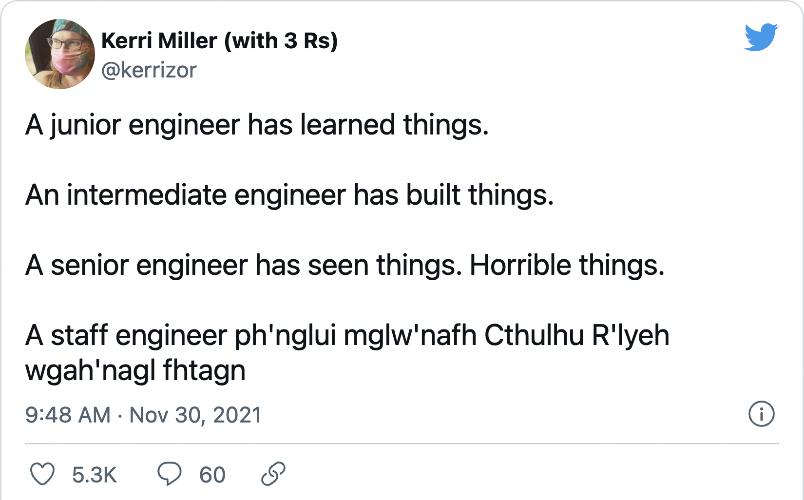 Kerri Miller (with 3 Rs)
@kerrizor
A junior engineer has learned things.
An intermediate engineer has built things.
A senior engineer has seen things. Horrible things.
A staff engineer ph'nglui mglw'nafh Cthulhu R'lyeh
wgah'nagl fhtagn
9:48 AM · Nov 30, 2021
5.3K 60